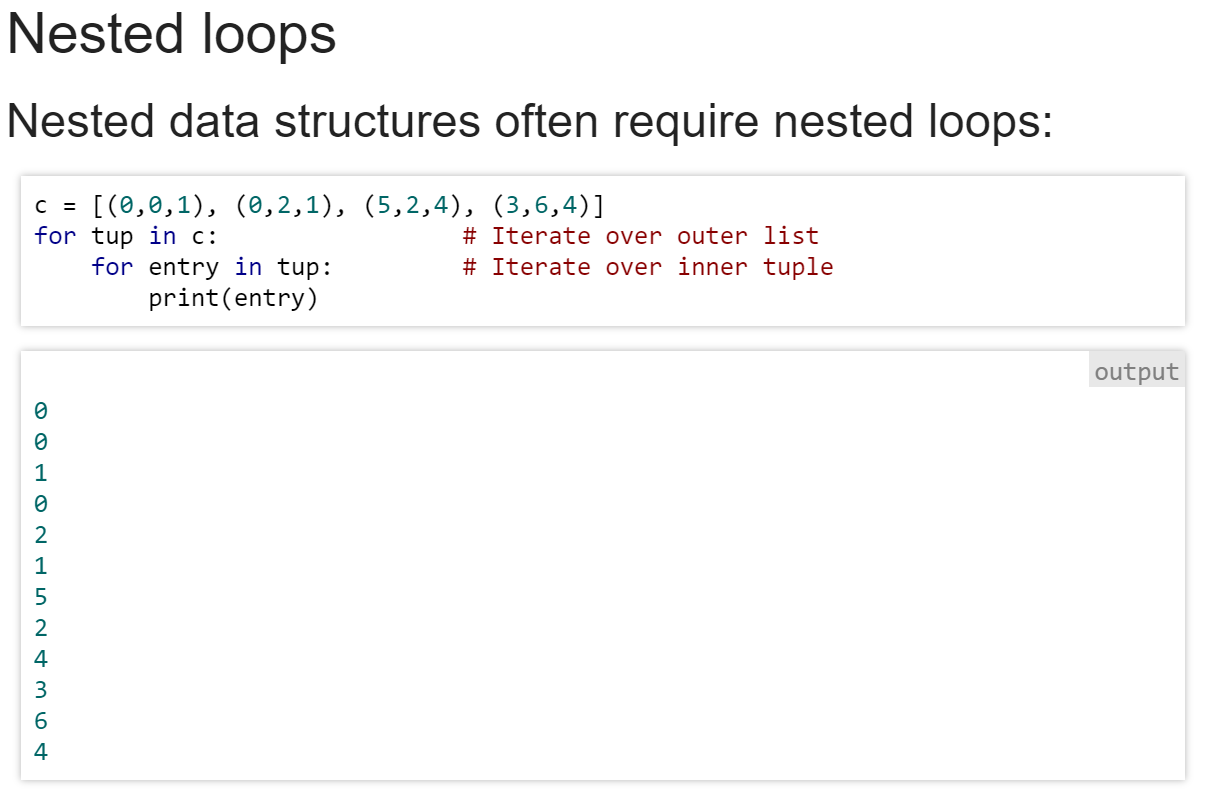 Nested loops
Nested data structures often require nested loops:
c = [(0,0,1), (0,2,1), (5,2,4), (3,6,4)]
for tup in c:                 # Iterate over outer list
    for entry in tup:         # Iterate over inner tuple
        print(entry)
output
0
0
1
0
2
1
5
2
4
3
6
4